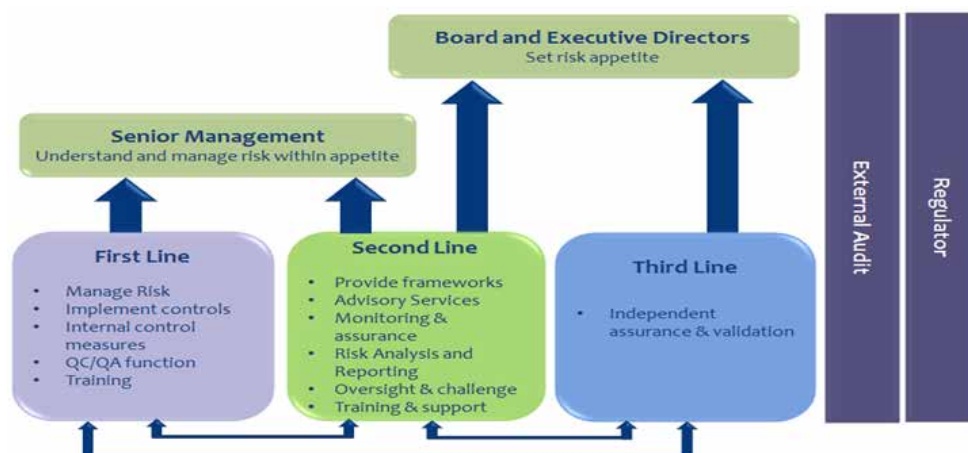 Board and Executive Directors
Set risk appetite
Senior Management
Understand and manage risk within appetite
First Line
• Manage Risk
• Implement controls
• Internal control
measures
• QC/QA function
• Training
Second Line
• Provide frameworks
• Advisory Services
• Monitoring &
assurance
• Risk Analysis and
Reporting
• Oversight & challenge
• Training & support
Third Line
• Independent
assurance & validation
External Audit
Regulator